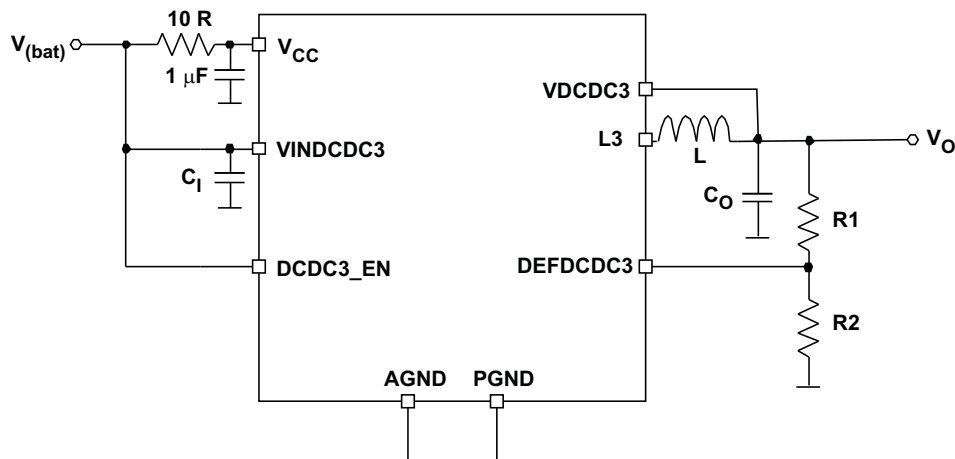 10 R
V(bat)
VCC
1 μF
VDCDC3
L3
VO
VINDCDC3
L
CI
CO
R1
DCDC3_EN
DEFDCDC3
R2
AGND
PGND